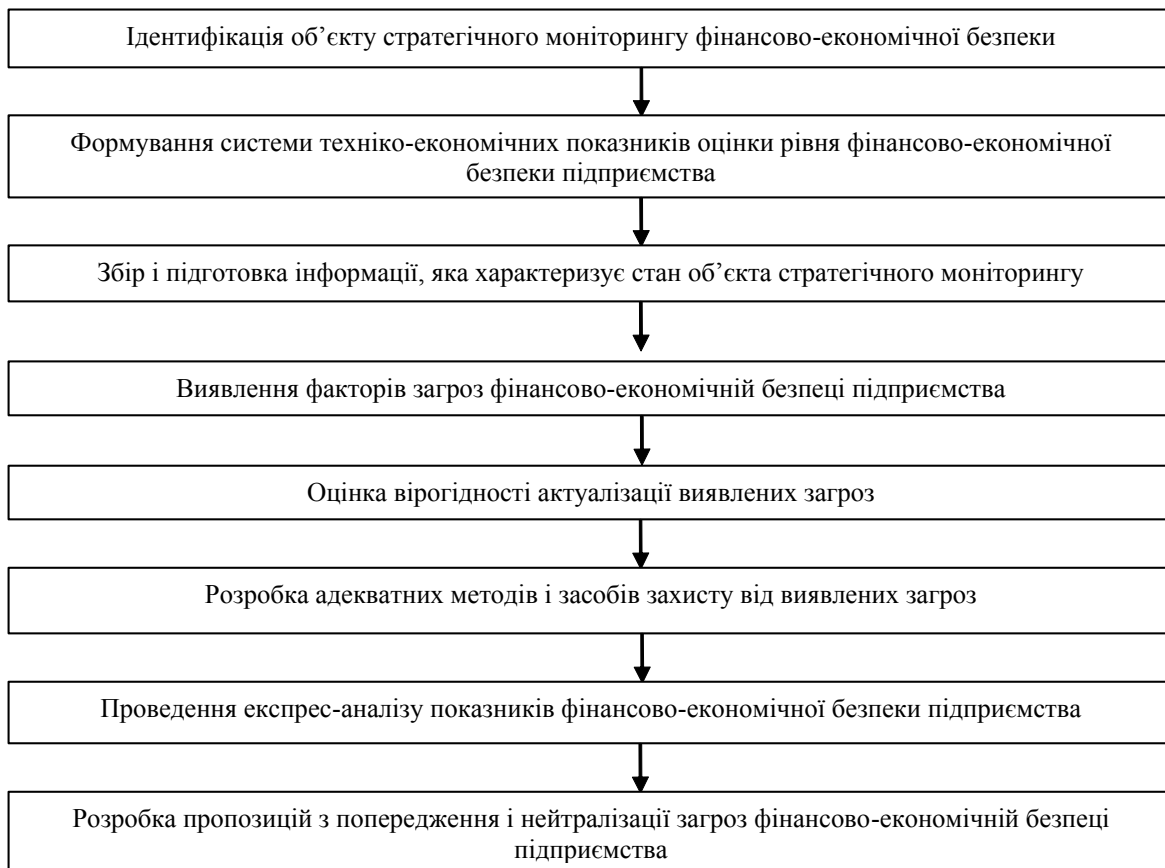 Ідентифікація об’єкту стратегічного моніторингу фінансово-економічної безпеки
Формування системи техніко-економічних показників оцінки рівня фінансово-економічної
безпеки підприємства
Збір і підготовка інформації, яка характеризує стан об’єкта стратегічного моніторингу
Виявлення факторів загроз фінансово-економічній безпеці підприємства
Оцінка вірогідності актуалізації виявлених загроз
Розробка адекватних методів і засобів захисту від виявлених загроз
Проведення експрес-аналізу показників фінансово-економічної безпеки підприємства
Розробка пропозицій з попередження і нейтралізації загроз фінансово-економічній безпеці
підприємства